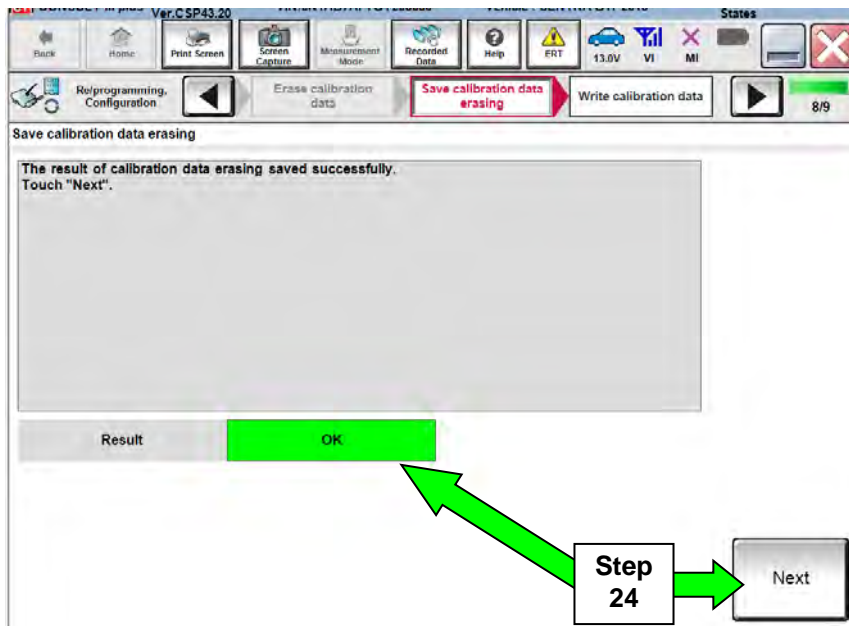 Ver.CSP43.20
States
Back
Home
Print Screen
Screen
Capture
Measurement
Mode
Recorded
Data
Help
ERT
13.0V
VI
MI
Re/programming,
Configuration
Erase calibration
data
Save calibration data
erasing
Write calibration data
8/9
Save calibration data erasing
The result of calibration data erasing saved successfully.
Touch "Next".
Result
OK
Step
24
Next